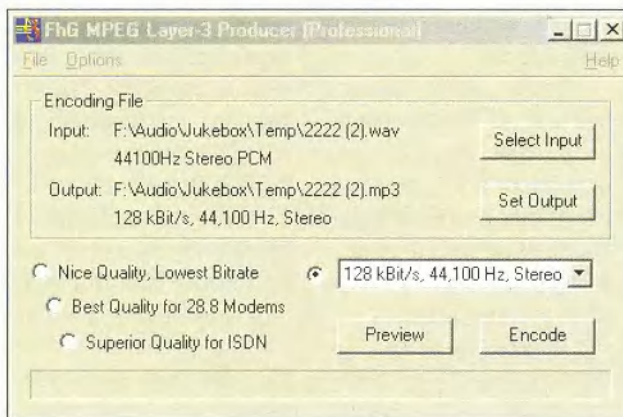 FhG MPEG Layer-3 Producer (Professional)
File Options Help
Encoding File
Input: F:\Audio\Jukebox\Temp\2222 (2).wav
44100Hz Stereo PCM
Select Input
Output: F:\Audio\Jukebox\Temp\2222 (2).mp3
128 kBit/s, 44,100 Hz, Stereo
Set Output
Nice Quality, Lowest Bitrate
128 kBit/s, 44,100 Hz, Stereo
Best Quality for 28.8 Modems
Superior Quality for ISDN
Preview
Encode